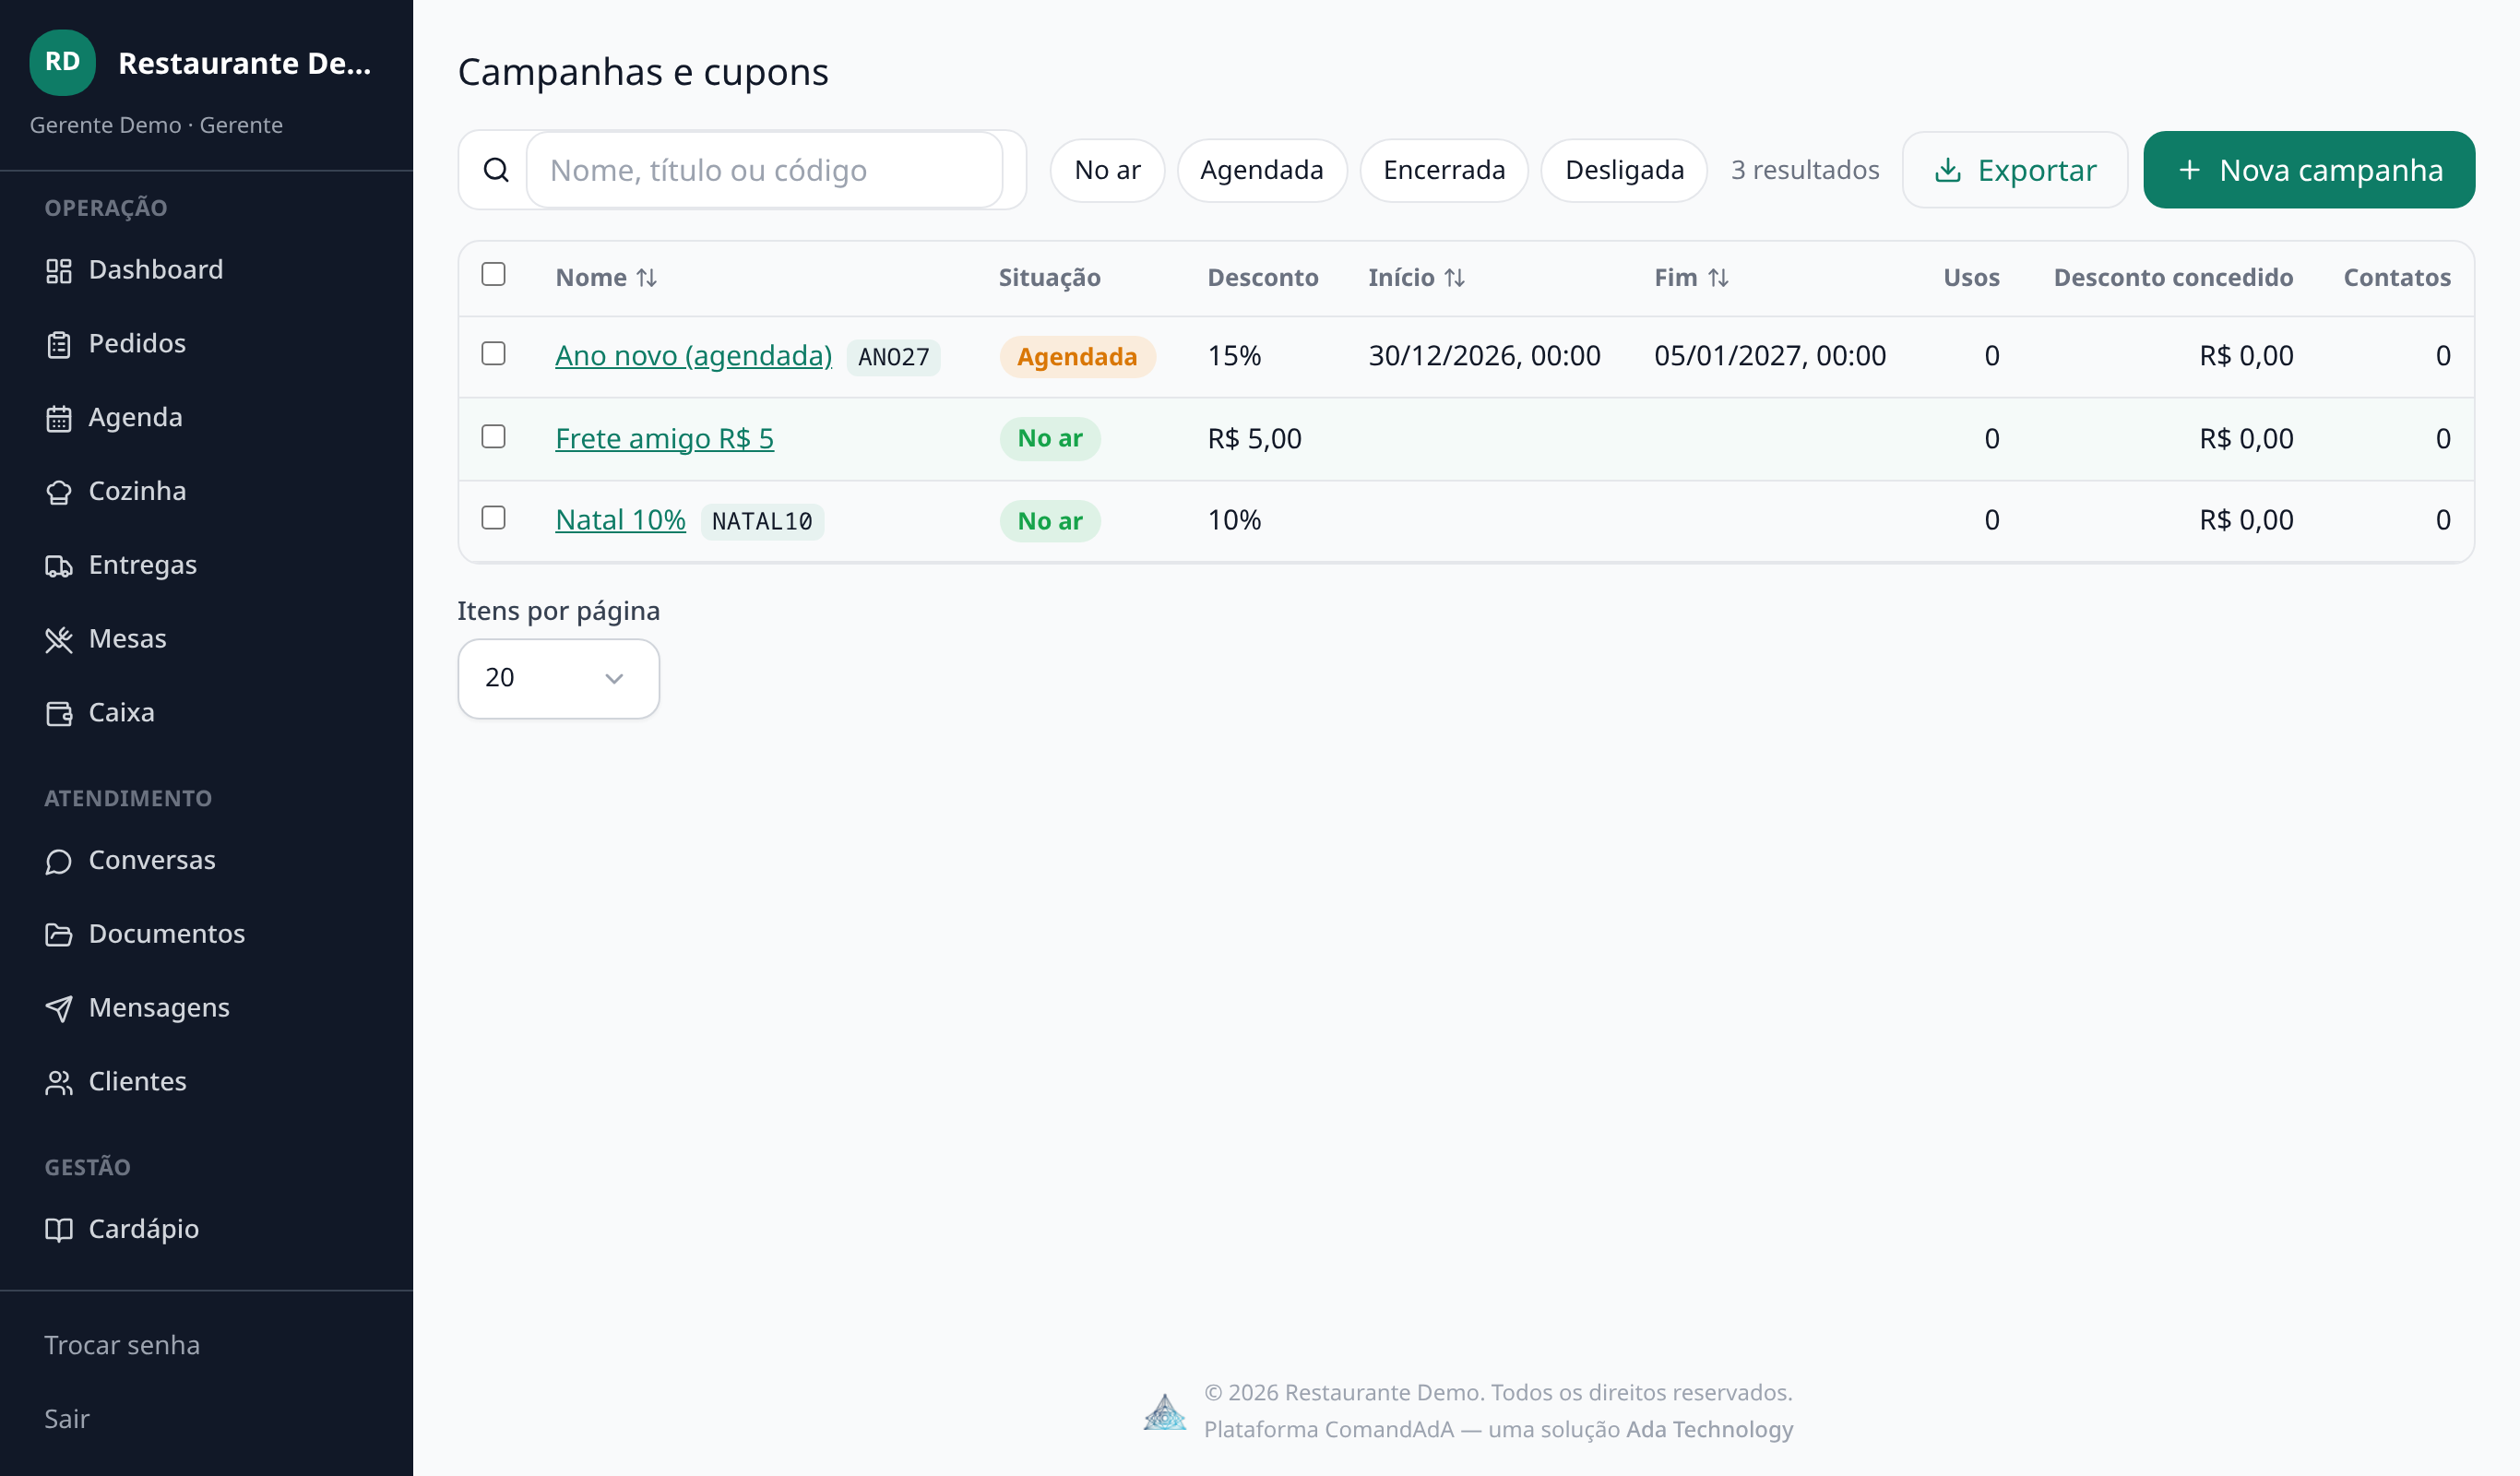 RD
Restaurante De...
Gerente Demo · Gerente
OPERAÇÃO
Dashboard
Pedidos
Agenda
Cozinha
Entregas
Mesas
Caixa
ATENDIMENTO
Conversas
Documentos
Mensagens
Clientes
GESTÃO
Cardápio
Trocar senha
Sair
Campanhas e cupons
Nome, título ou código No ar Agendada Encerrada Desligada 3 resultados Exportar + Nova campanha
Nome Situação Desconto Início Fim Usos Desconto concedido Contatos
Ano novo (agendada) ANO27 Agendada 15% 30/12/2026, 00:00 05/01/2027, 00:00 0 R$ 0,00 0
Frete amigo R$ 5 No ar R$ 5,00 0 R$ 0,00 0
Natal 10% NATAL10 No ar 10% 0 R$ 0,00 0
Itens por página
20
© 2026 Restaurante Demo. Todos os direitos reservados.
Plataforma ComandAdA — uma solução Ada Technology